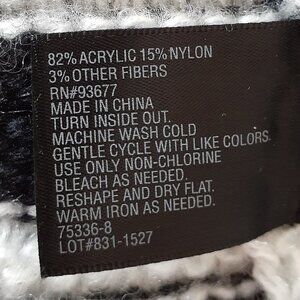 82% ACRYLIC 15% NYLON
3% OTHER FIBERS
RN#93677
MADE IN CHINA
TURN INSIDE OUT.
MACHINE WASH COLD
GENTLE CYCLE WITH LIKE COLORS.
USE ONLY NON-CHLORINE
BLEACH AS NEEDED.
RESHAPE AND DRY FLAT.
WARM IRON AS NEEDED.
75336-8
LOT#831-1527